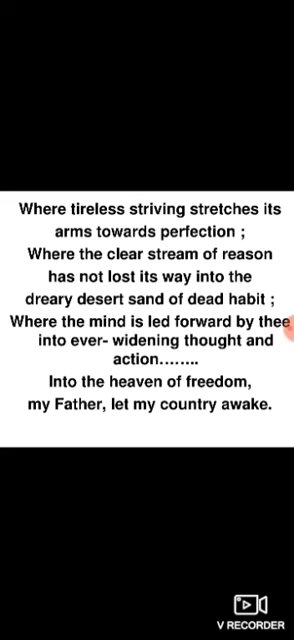 Where tireless striving stretches its
arms towards perfection ;
Where the clear stream of reason
has not lost its way into the
dreary desert sand of dead habit ;
Where the mind is led forward by thee
into ever- widening thought and
action........
Into the heaven of freedom,
my Father, let my country awake.
V RECORDER